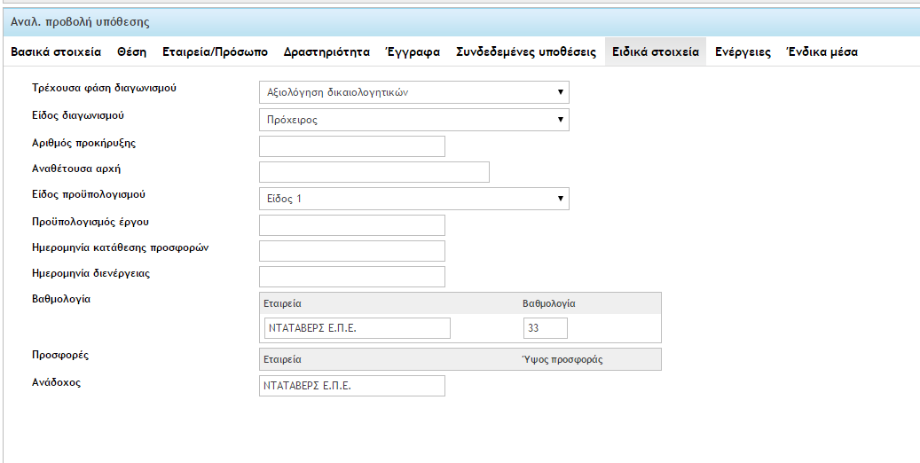 Αναλ. προβολή υπόθεσης
Βασικά στοιχεία Θέση Εταιρεία/Πρόσωπο Δραστηριότητα Έγγραφα Συνδεδεμένες υποθέσεις Ειδικά στοιχεία Ενέργειες Ένδικα μέσα
Τρέχουσα φάση διαγωνισμού Αξιολόγηση δικαιολογητικών
Είδος διαγωνισμού Πρόχειρος
Αριθμός προκήρυξης
Αναθέτουσα αρχή
Είδος προϋπολογισμού Είδος 1
Προϋπολογισμός έργου
Ημερομηνία κατάθεσης προσφορών
Ημερομηνία διενέργειας
Βαθμολογία Εταιρεία Βαθμολογία
ΝΤΑΤΑΒΕΡΣ Ε.Π.Ε. 33
Προσφορές Εταιρεία Ύψος προσφοράς
Ανάδοχος ΝΤΑΤΑΒΕΡΣ Ε.Π.Ε.